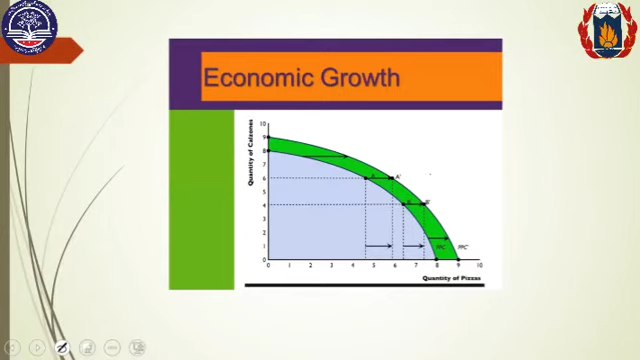 Economic Growth
Quantity of Calzones
10
9
8
7
6
5
4
3
2
1
0
A A'
B B'
PPC PPC'
0 1 2 3 4 5 6 7 8 9 10
Quantity of Pizzas